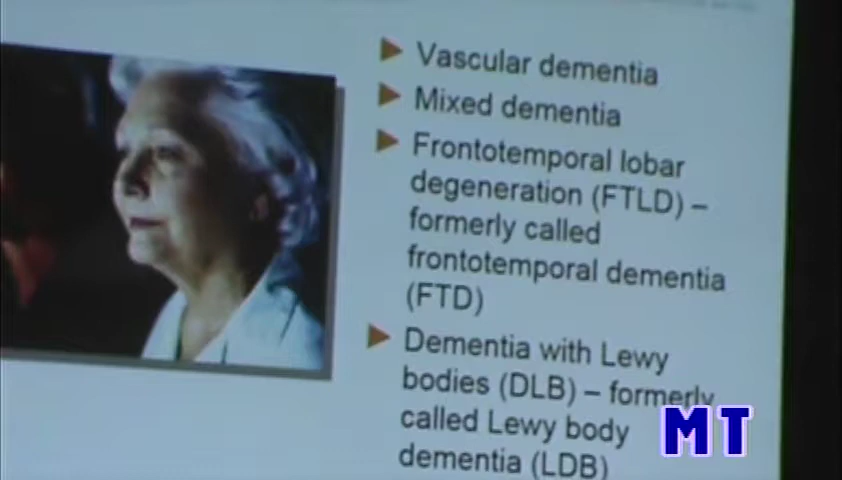 Vascular dementia
Mixed dementia
Frontotemporal lobar
degeneration (FTLD) –
formerly called
frontotemporal dementia
(FTD)
Dementia with Lewy
bodies (DLB) – formerly
called Lewy body
dementia (LDB)
MT